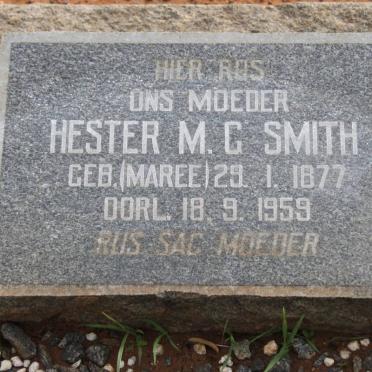 HIER RUS
ONS MOEDER
HESTER M. C SMITH
GEB. (MAREE) 29. 1. 1877
OORL. 18. 9. 1959
RUS SAG MOEDER